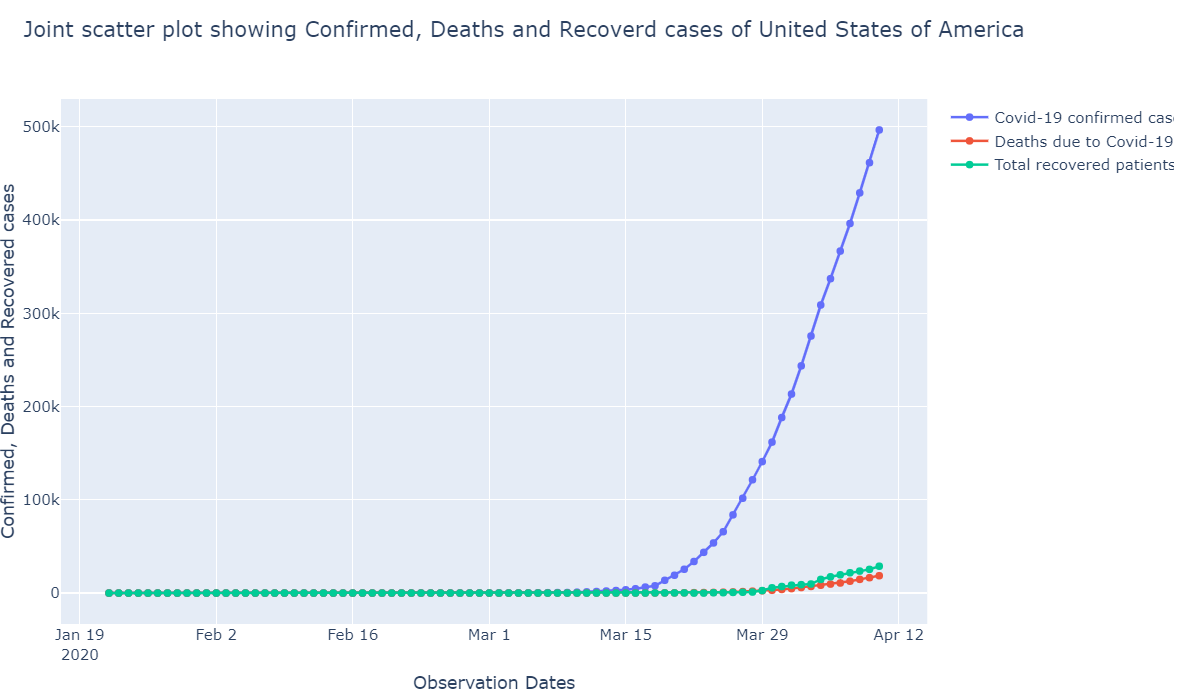 Joint scatter plot showing Confirmed, Deaths and Recoverd cases of United States of America
Covid-19 confirmed
Deaths due to Covid-19
Total recovered patients
500k
400k
300k
200k
100k
0
Confirmed, Deaths and Recovered cases
Jan 19 Feb 2 Feb 16 Mar 1 Mar 15 Mar 29 Apr 12
2020
Observation Dates